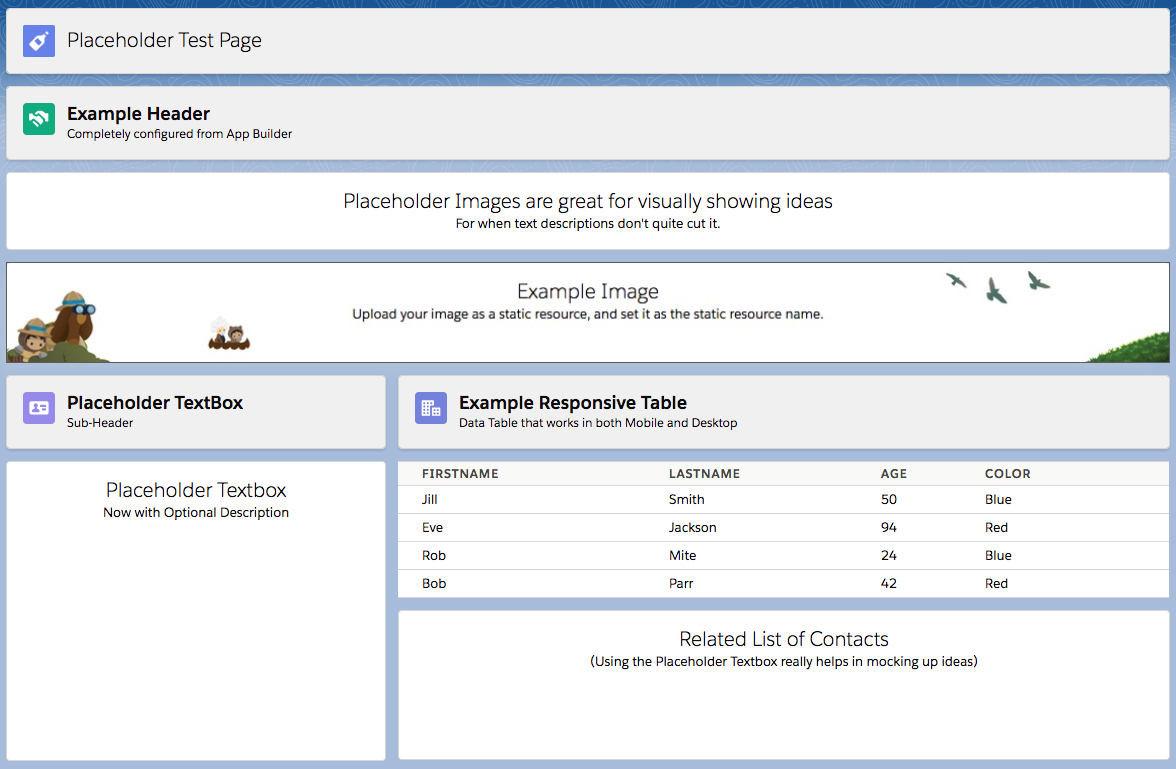 Placeholder Test Page
Example Header
Completely configured from App Builder
Placeholder Images are great for visually showing ideas
For when text descriptions don't quite cut it.
Example Image
Upload your image as a static resource, and set it as the static resource name.
Placeholder TextBox
Sub-Header
Placeholder Textbox
Now with Optional Description
Example Responsive Table
Data Table that works in both Mobile and Desktop
FIRSTNAME LASTNAME AGE COLOR
Jill Smith 50 Blue
Eve Jackson 94 Red
Rob Mite 24 Blue
Bob Parr 42 Red
Related List of Contacts
(Using the Placeholder Textbox really helps in mocking up ideas)